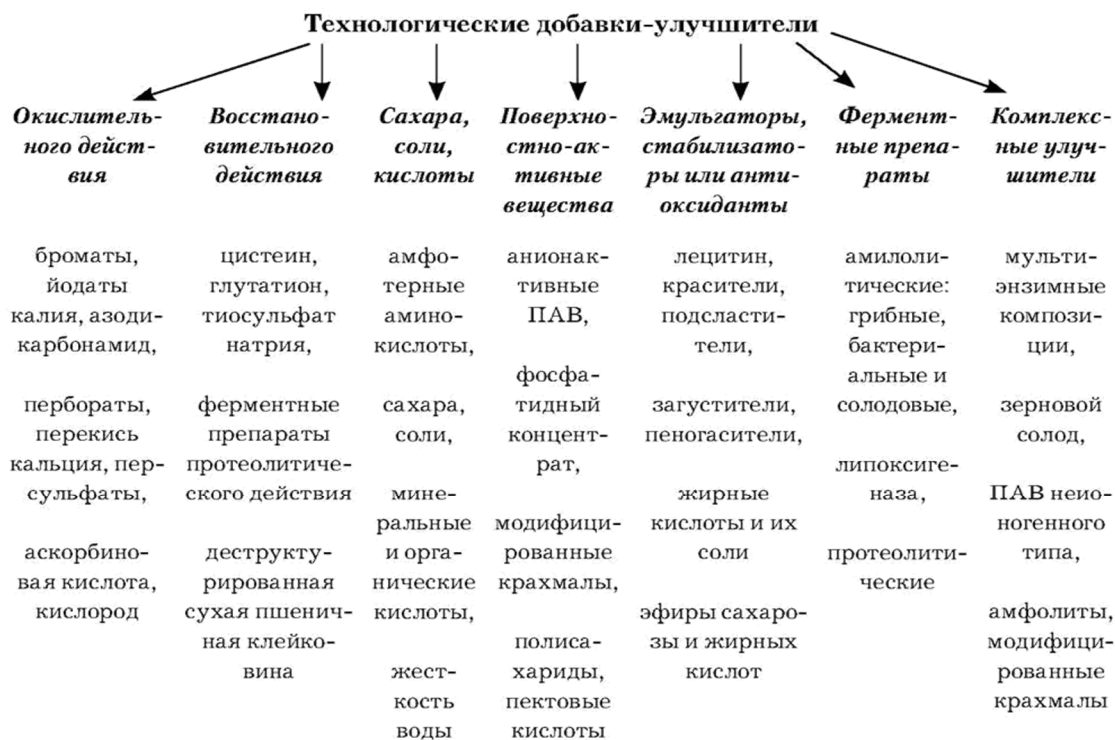 Технологические добавки-улучшители
Окислитель-
ного дейст-
вия
броматы,
йодаты
калия, азоди-
карбонамид,
пербораты,
перекись
кальция, пер-
сульфаты,
аскорбино-
вая кислота,
кислород
Восстано-
вительного
действия
цистеин,
глутатион,
тиосульфат
натрия,
ферментные
препараты
протеолитиче-
ского действия
деструкту-
рированная
сухая пшенич-
ная клейко-
вина
Сахара,
соли,
кислоты
амфо-
терные
амино-
кислоты,
сахара,
соли,
мине-
ральные
и орга-
нические
кислоты,
жест-
кость
воды
Поверхно-
стно-ак-
тивные
вещества
анионак-
тивные
ПАВ,
фосфа-
тидный
концент-
рат,
модифици-
рованные
крахмалы,
полиса-
хариды,
пектовые
кислоты
Эмульгаторы,
стабилизато-
ры или анти-
оксиданты
лецитин,
красители,
подсласти-
тели,
загустители,
пеногасители,
жирные
кислоты и их
соли
эфиры сахаро-
зы и жирных
кислот
Фермент-
ные препа-
раты
амилоли-
тические:
грибные,
бактери-
альные и
солодовые,
липоксиге-
наза,
протеолити-
ческие
Комплекс-
ные улуч-
шители
мульти-
энзимные
компози-
ции,
зерновой
солод,
ПАВ неио-
ногенного
типа,
амфолиты,
модифици-
рованные
крахмалы